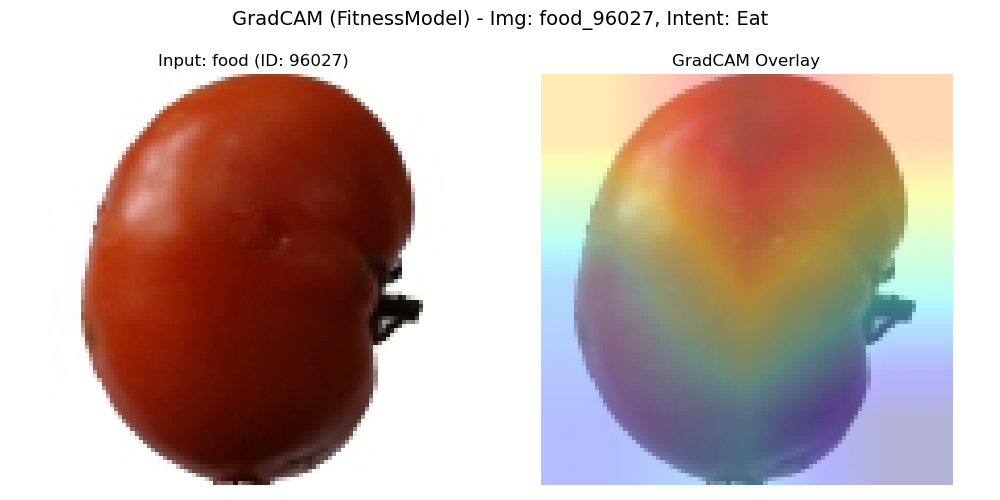 GradCAM (FitnessModel) - Img: food_96027, Intent: Eat
Input: food (ID: 96027)
GradCAM Overlay